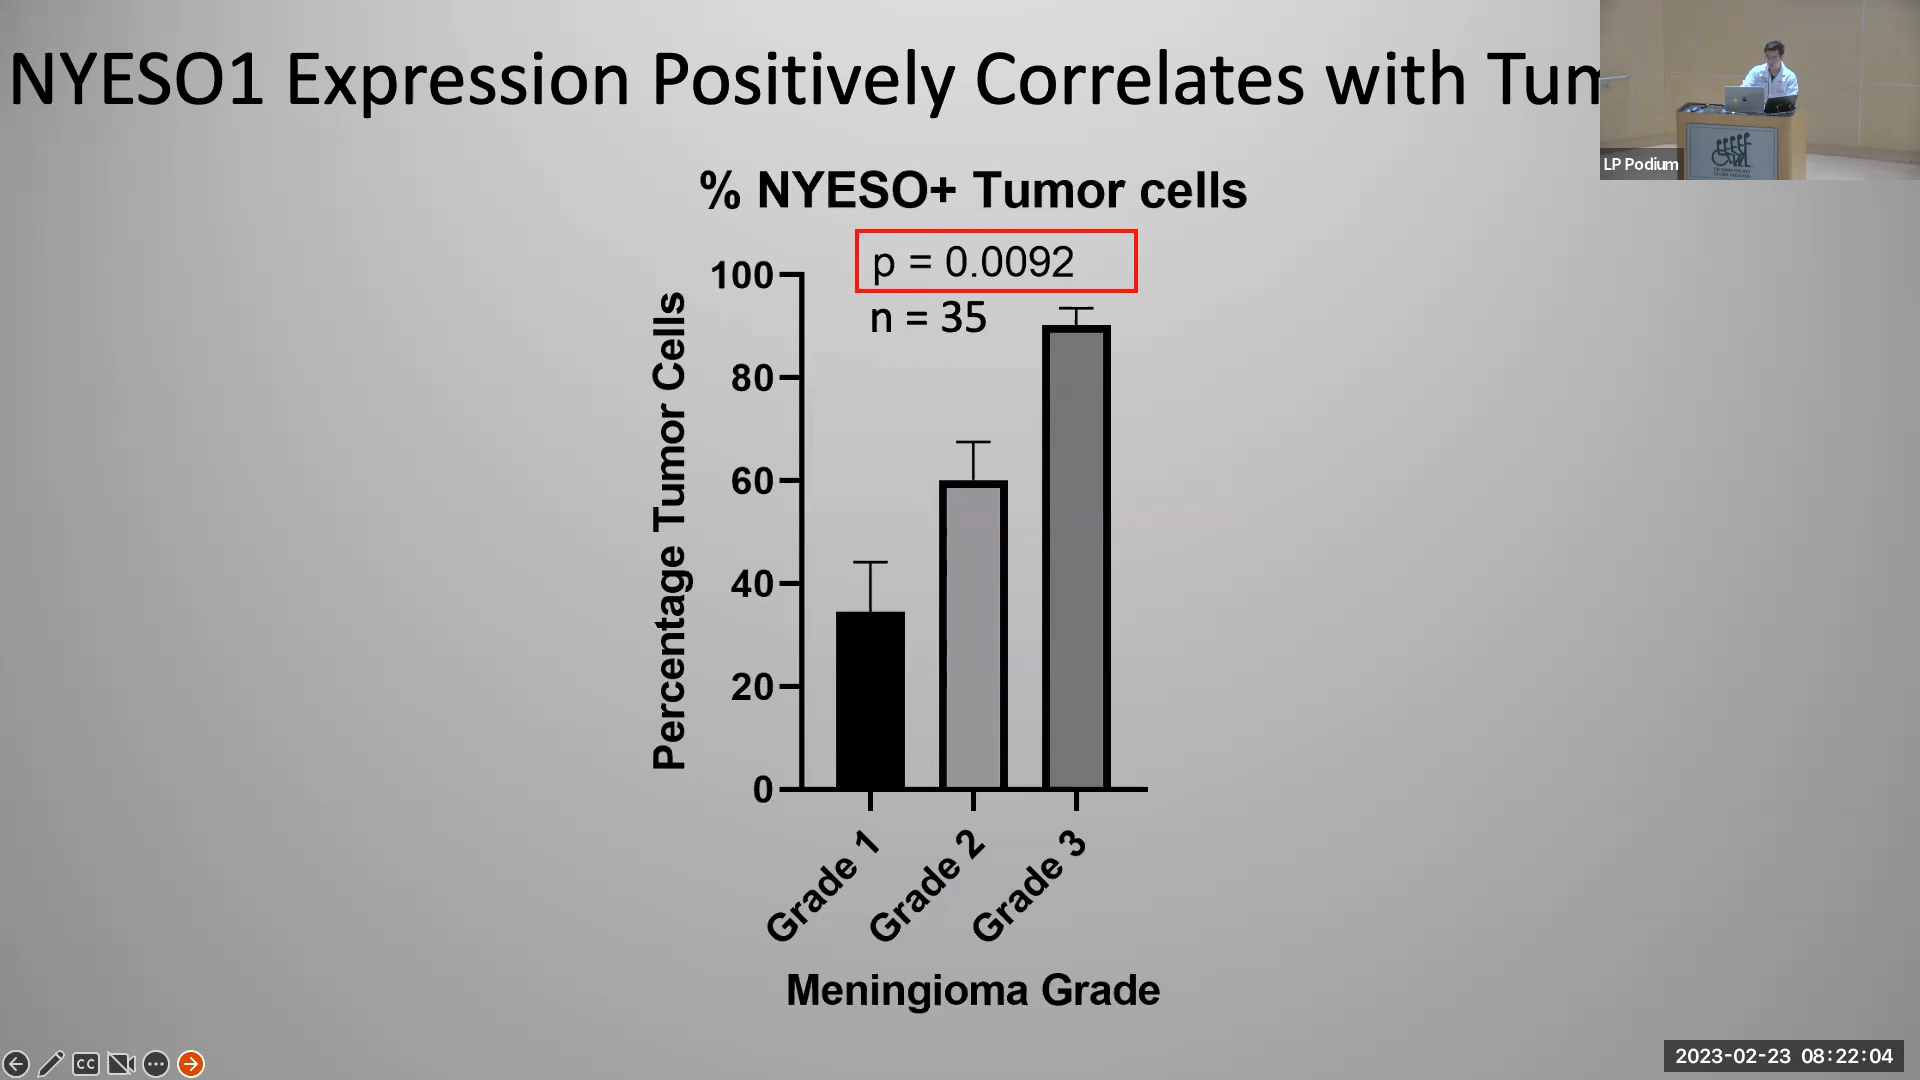 NYESO1 Expression Positively Correlates with
LP Podium
% NYESO+ Tumor cells
p = 0.0092
n = 35
100
80
60
40
20
0
Percentage Tumor Cells
Grade 1
Grade 2
Grade 3
Meningioma Grade
CC
2023-02-23 08:22:04